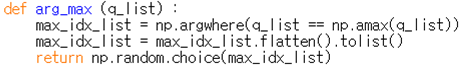 def arg_max (q_list) :
    max_idx_list = np.argwhere(q_list == np.amax(q_list))
    max_idx_list = max_idx_list.flatten().tolist()
    return np.random.choice(max_idx_list)